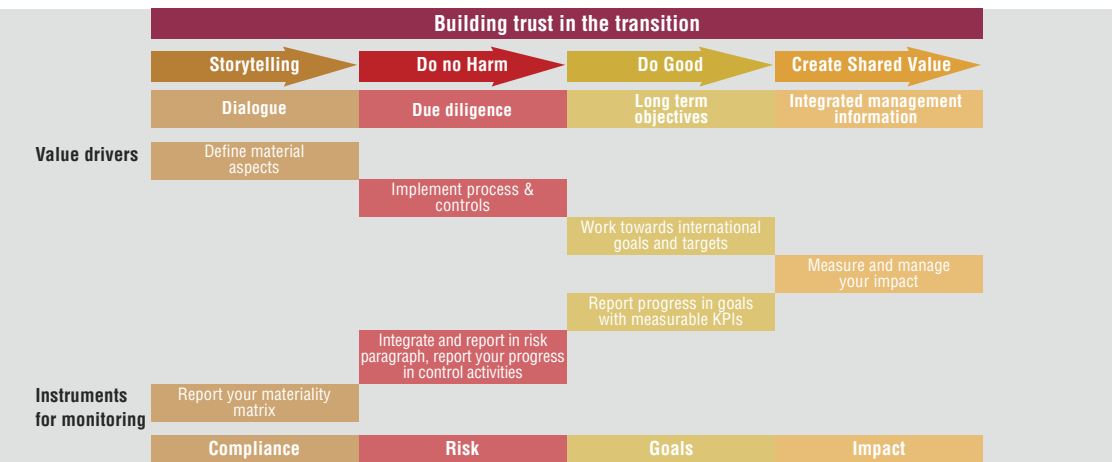 Building trust in the transition
Storytelling
Do no Harm
Do Good
Create Shared Value
Dialogue
Due diligence
Long term
objectives
Integrated management
information
Value drivers
Define material
aspects
Implement process &
controls
Work towards international
goals and targets
Measure and manage
your impact
Report progress in goals
with measurable KPIs
Integrate and report in risk
paragraph, report your progress
in control activities
Instruments
for monitoring
Report your materiality
matrix
Compliance
Risk
Goals
Impact